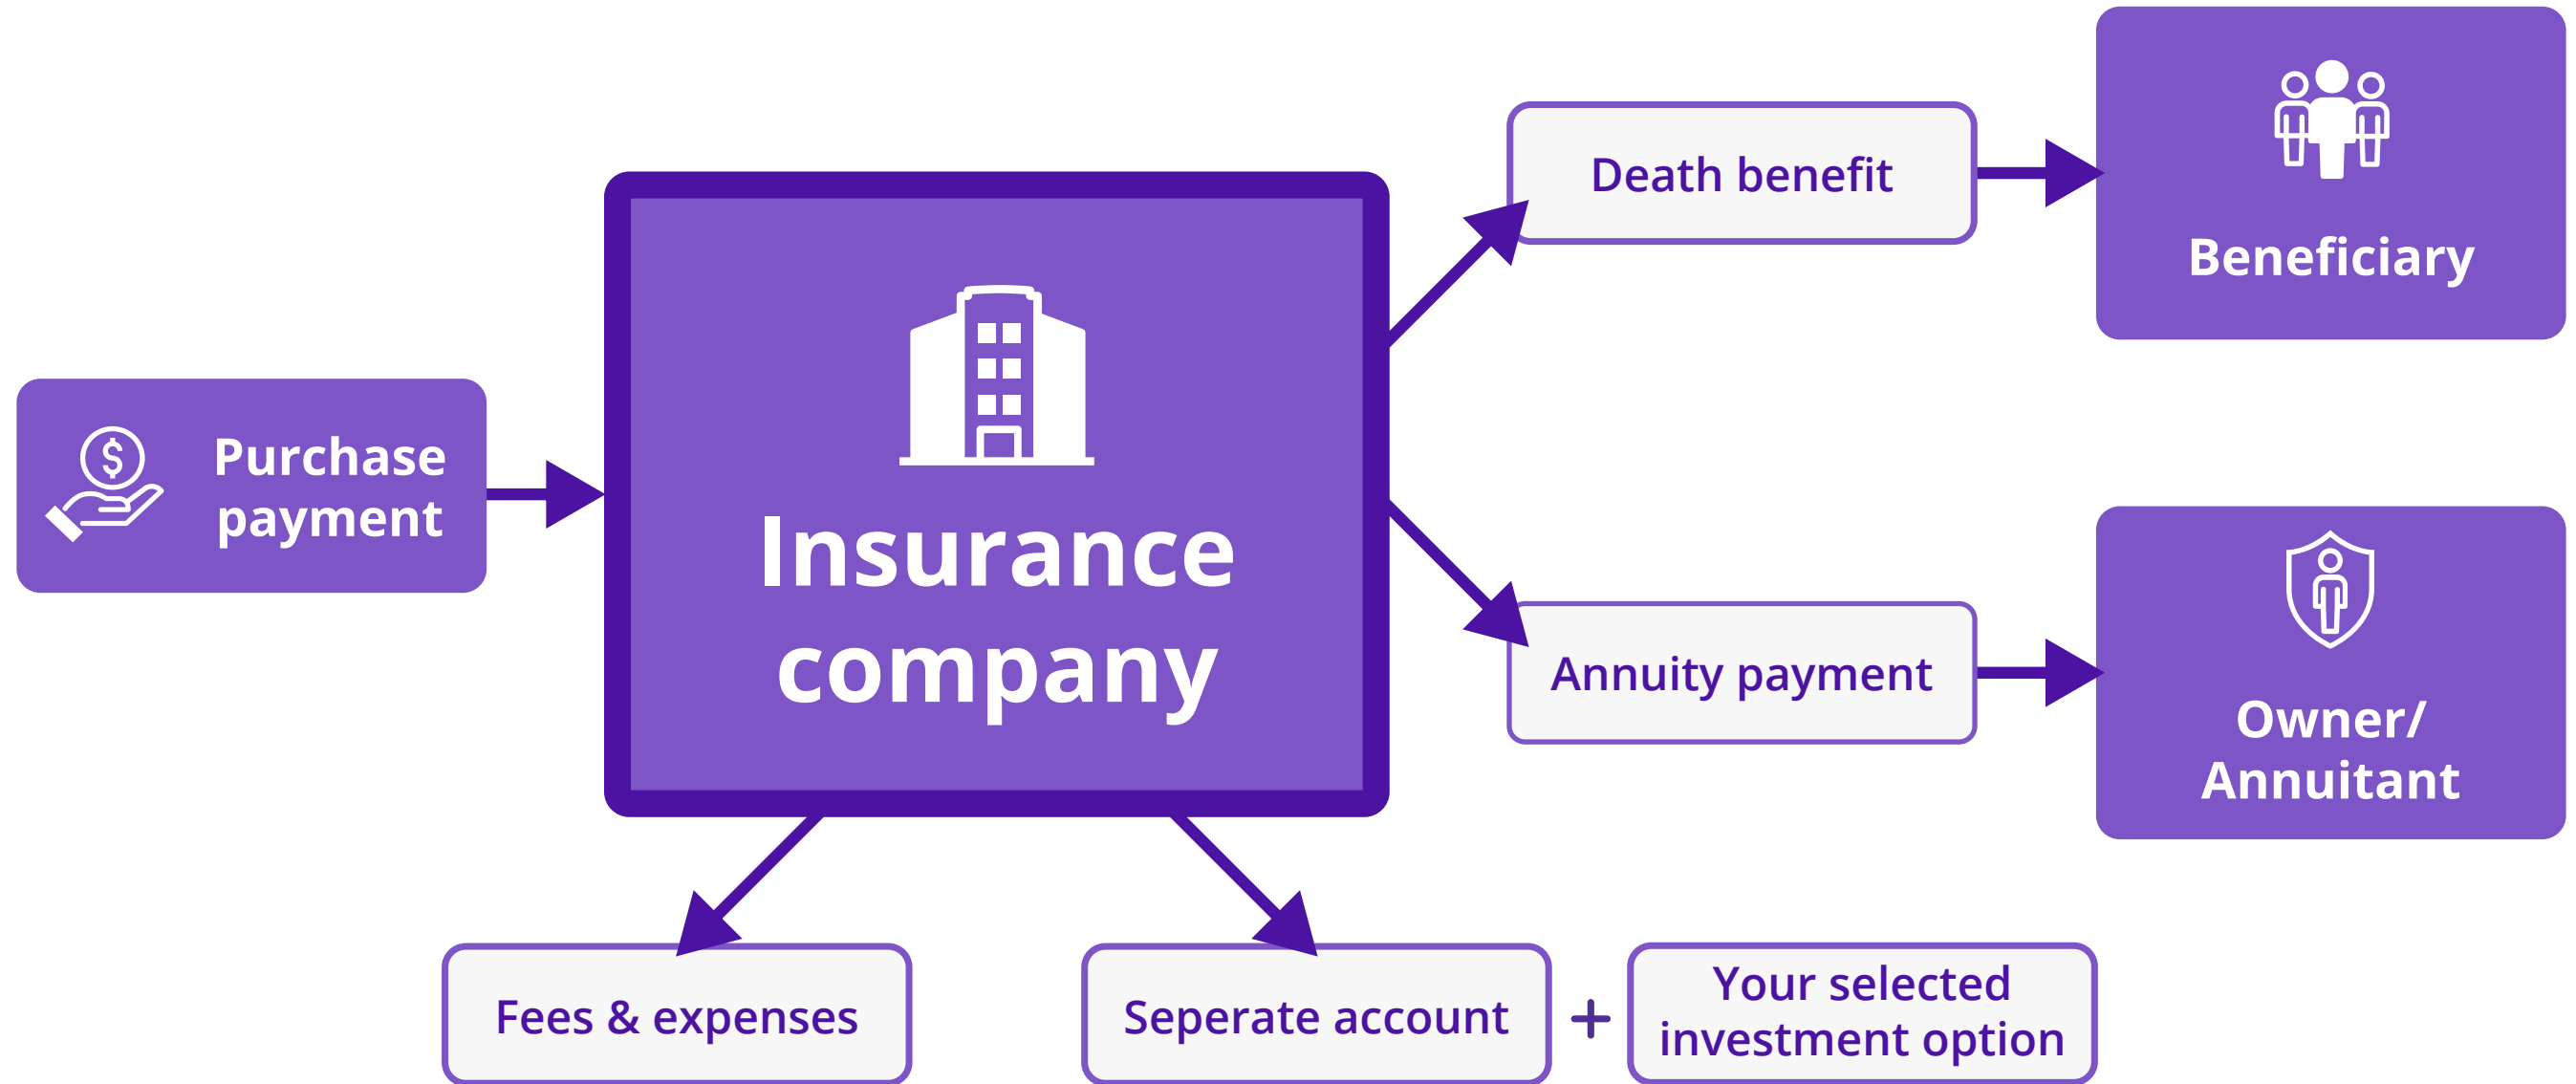 Purchase
payment
$
Insurance
company
Death benefit
Beneficiary
Annuity payment
Owner/
Annuitant
Fees & expenses
Seperate account
+
Your selected
investment option